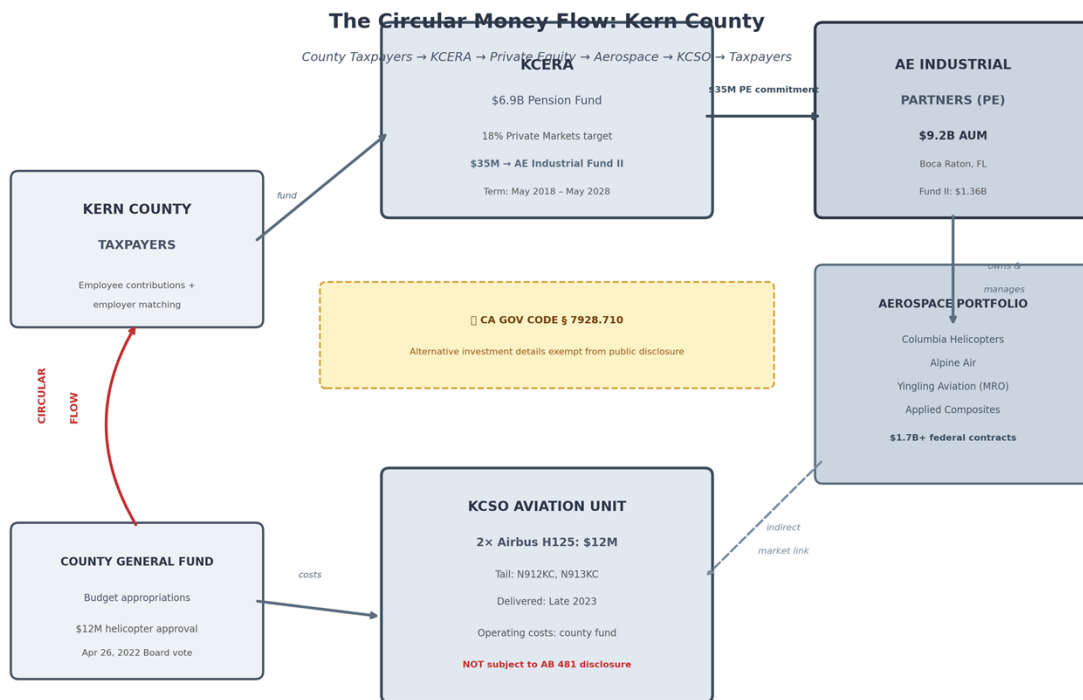 The Circular Money Flow: Kern County
County Taxpayers → KCERA → Private Equity → Aerospace → KCSO → Taxpayers
KCERA
$6.9B Pension Fund
18% Private Markets target
$35M → AE Industrial Fund II
Term: May 2018 – May 2028
$35M PE commitment
AE INDUSTRIAL
PARTNERS (PE)
$9.2B AUM
Boca Raton, FL
Fund II: $1.36B
KERN COUNTY
TAXPAYERS
Employee contributions +
employer matching
fund
owns &
manages
AEROSPACE PORTFOLIO
Columbia Helicopters
Alpine Air
Yingling Aviation (MRO)
Applied Composites
$1.7B+ federal contracts
CA GOV CODE § 7928.710
Alternative investment details exempt from public disclosure
CIRCULAR
FLOW
KCSO AVIATION UNIT
2× Airbus H125: $12M
Tail: N912KC, N913KC
Delivered: Late 2023
Operating costs: county fund
NOT subject to AB 481 disclosure
indirect
market link
COUNTY GENERAL FUND
Budget appropriations
$12M helicopter approval
Apr 26, 2022 Board vote
costs